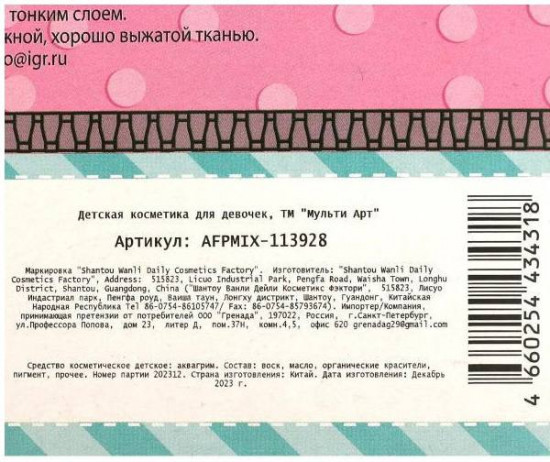 тонким слоем.
жной, хорошо выжатой тканью.
o@igr.ru
Детская косметика для девочек, ТМ "Мульти Арт"
Артикул: AFPMIX-113928
Маркировка "Shantou Wanli Daily Cosmetics Factory". Изготовитель: "Shantou Wanli Daily
Cosmetics Factory", Address: 515823, Licuo Industrial Park, Pengfa Road, Waisha Town, Longhu
District, Shantou, Guangdong, China ("Шантоу Ванли Дейли Косметикс Фэктори". 515823, Лисуо
Индастриал парк, Пенгфа роуд, Ваиша таун, Лонгху дистрикт, Шантоу, Гуандонг, Китайская
Народная Республика Tel 86-0754-86105747/ Fax: 86-0754-85793674). Импортер/Компания,
принимающая претензии от потребителей ООО "Гренада", 197022, Россия, г.Санкт-Петербург,
ул.Профессора Попова, дом 23, литер Д, пом.37Н, комн.4,5, офис 620 grenadag29@gmail.com
Средство косметическое детское: аквагрим. Состав: воск, масло, органические красители,
пигмент, прочее. Номер партии 202312. Страна изготовления: Китай. Дата изготовления: Декабрь
2023 г.
4 660254 434318